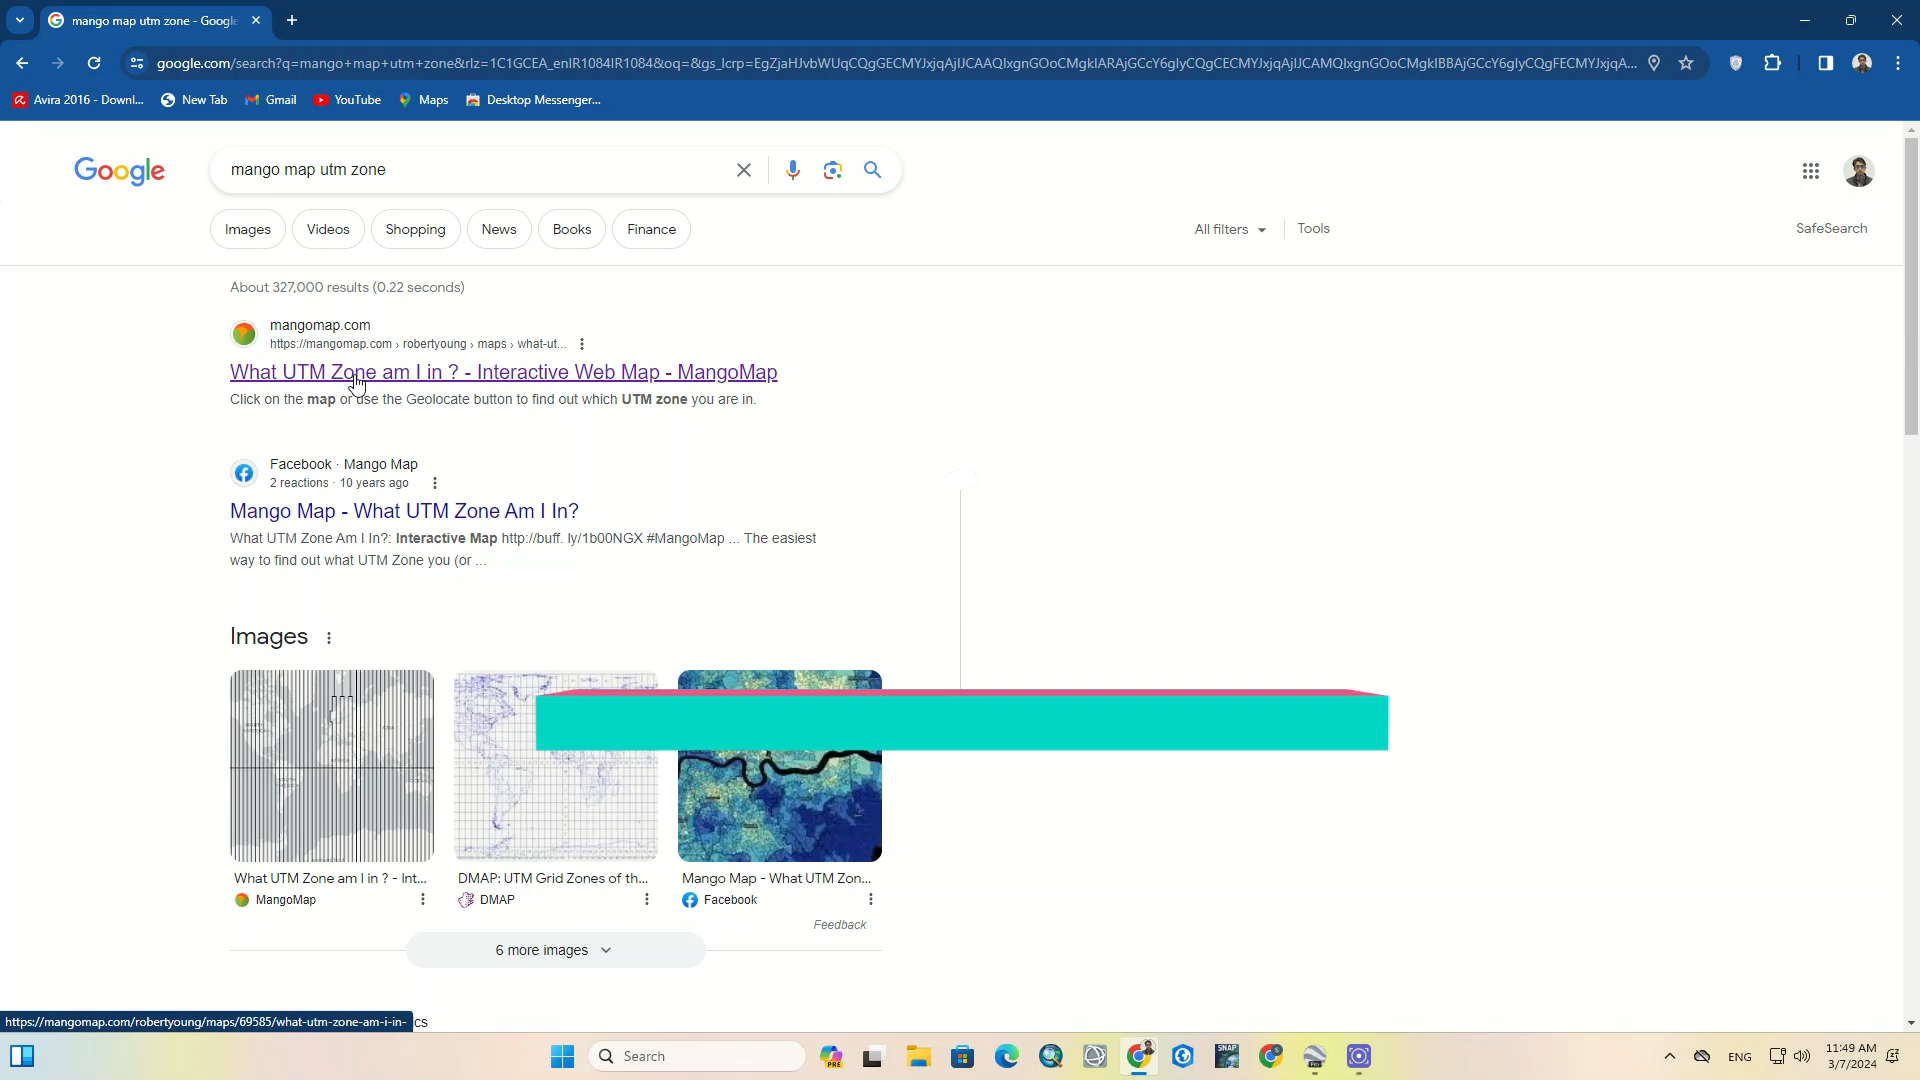 mango map utm zone - Google
google.com/search?q=mango+map+utm+zone&rlz=1C1GCEA_enIR1084IR1084&oq=&gs_lcrp=EgZjaHJvbWUqCQgGECMYJxjqAjIJCAAQIxgnGOoCMgkIARAjGCcY6gIyCQgCECMYJxjqAjIJCAMQIxgnGOoCMgkIBBAjGCcY6gIyCQgFECMYJxjqA...
Avira 2016 - Downl...
New Tab
Gmail
YouTube
Maps
Desktop Messenger...
Google
mango map utm zone
Images
Videos
Shopping
News
Books
Finance
All filters
Tools
SafeSearch
About 327,000 results (0.22 seconds)
mangomap.com
https://mangomap.com › robertyoung › maps › what-ut...
What UTM Zone am I in ? - Interactive Web Map - MangoMap
Click on the map or use the Geolocate button to find out which UTM zone you are in.
Facebook · Mango Map
2 reactions · 10 years ago
Mango Map - What UTM Zone Am I In?
What UTM Zone Am I In?: Interactive Map http://buff. ly/1b00NGX #MangoMap ... The easiest
way to find out what UTM Zone you (or ...
Images
What UTM Zone am I in ? - Int...
DMAP: UTM Grid Zones of th...
Mango Map - What UTM Zon...
MangoMap
DMAP
Facebook
Feedback
6 more images
https://mangomap.com/robertyoung/maps/69585/what-utm-zone-am-i-in-
cs
Search
PRE
SNAP
ENG
11:49 AM
3/7/2024